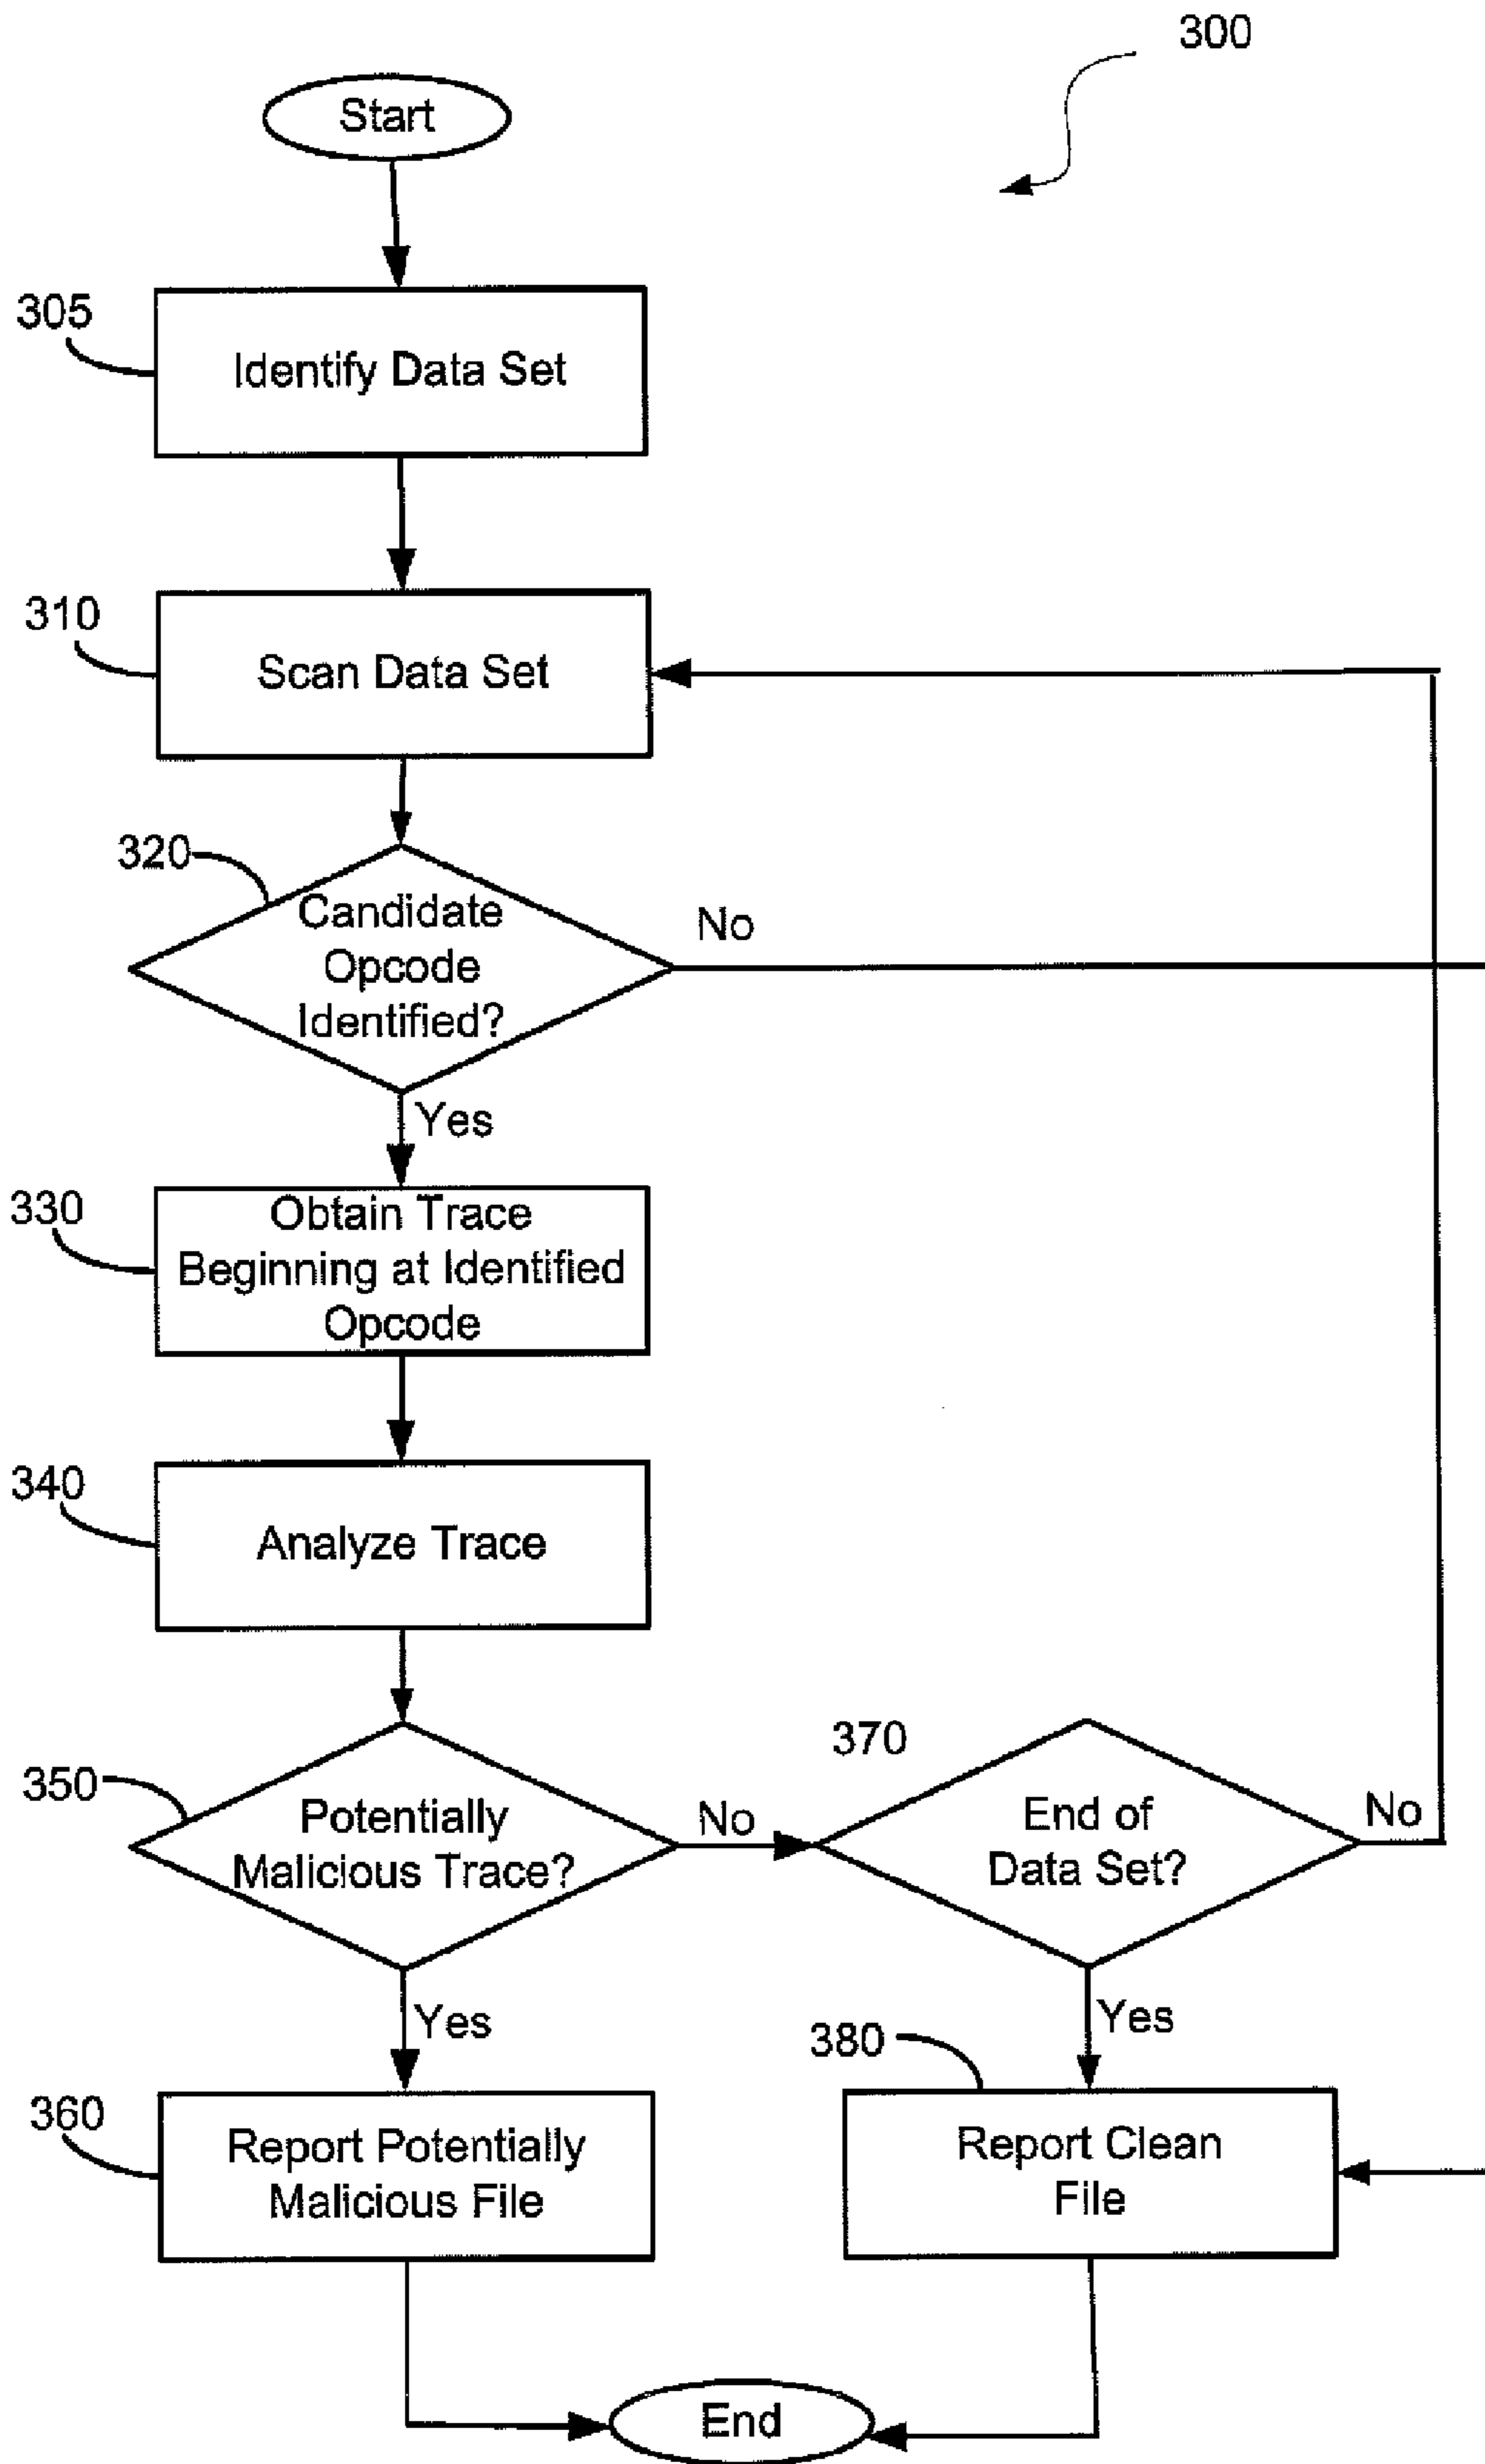 300
Start
305
Identify Data Set
310
Scan Data Set
320
Candidate
Opcode
Identified?
No
Yes
330
Obtain Trace
Beginning at Identified
Opcode
340
Analyze Trace
350
Potentially
Malicious Trace?
No
370
End of
Data Set?
No
Yes
Yes
360
Report Potentially
Malicious File
380
Report Clean
File
End